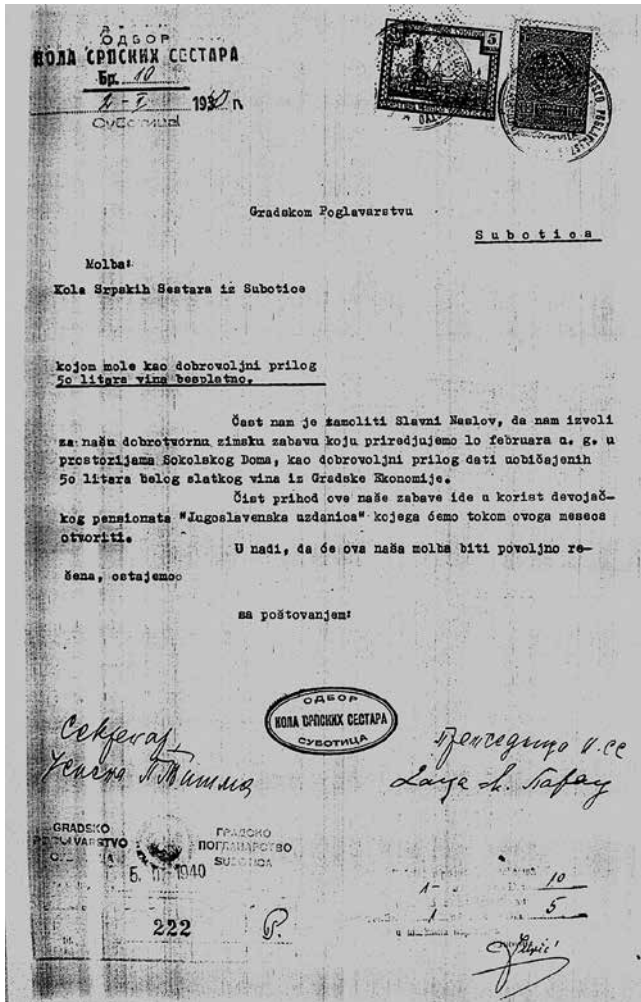 ОДБОР
КОЛА СРПСКИХ СЕСТАРА
Бр. 10
1940 г.
Суботица
5
Gradskom Poglavarstvu
Subotica
Molba:
Kola Srpskih Sestara iz Subotice
kojom mole kao dobrovoljni prilog
5o litara vina besplatno.
Čast nam je zamoliti Slavni Naslov, da nam izvoli
za našu dobrotvornu zimsku zabavu koju priredjujemo lo februara o. g. u
prostorijama Sokolskog Doma, kao dobrovoljni prilog dati uobičajenih
5o litara belog slatkog vina iz Gradske Ekonomije.
Čist prihod ove naše zabave ide u korist devojač-
kog pensionata "Jugoslavenska uzdanica" kojega ćemo tokom ovoga meseca
otvoriti.
U nadi, da će ova naša molba biti povoljno re-
šena, ostajemo
sa poštovanjem:
ОДБОР
КОЛА СРПСКИХ СЕСТАРА
СУБОТИЦА
Секретар
GRADSKO
ГРАДСКО
ПОГЛАВАРСТВО
SUBOTICA
5. 1940
222
10
5